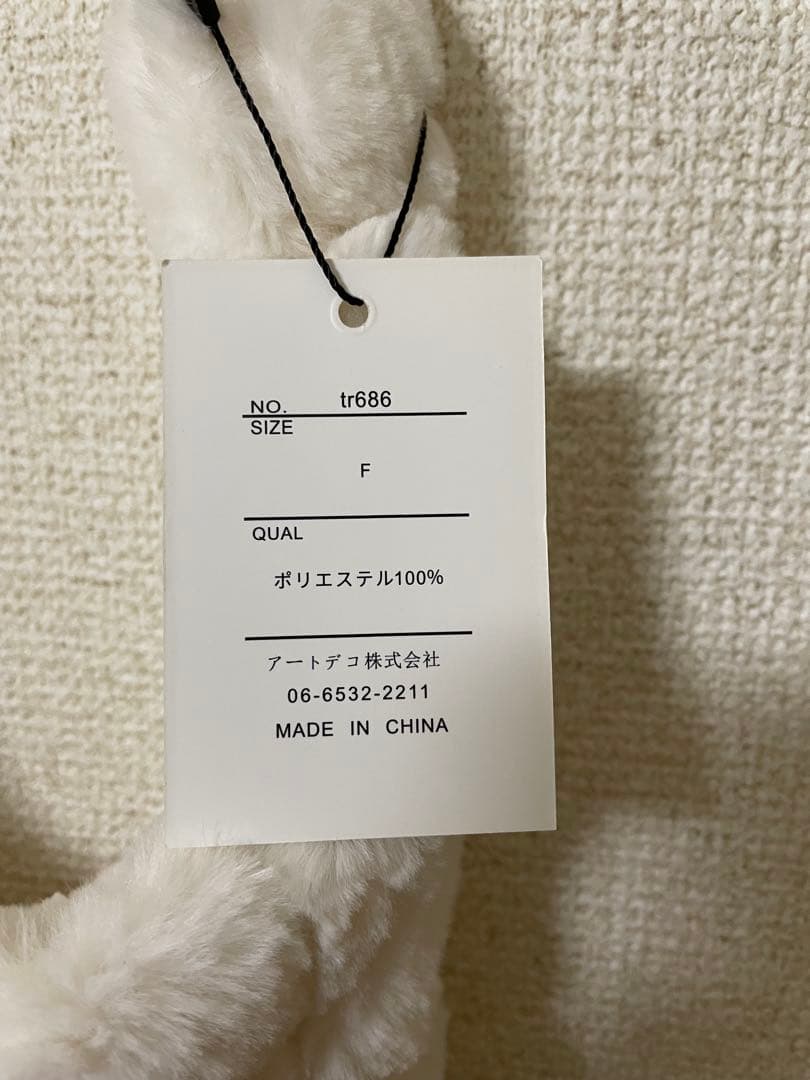 NO. tr686
SIZE
F
QUAL
ポリエステル100%
アートデコ株式会社
06-6532-2211
MADE IN CHINA